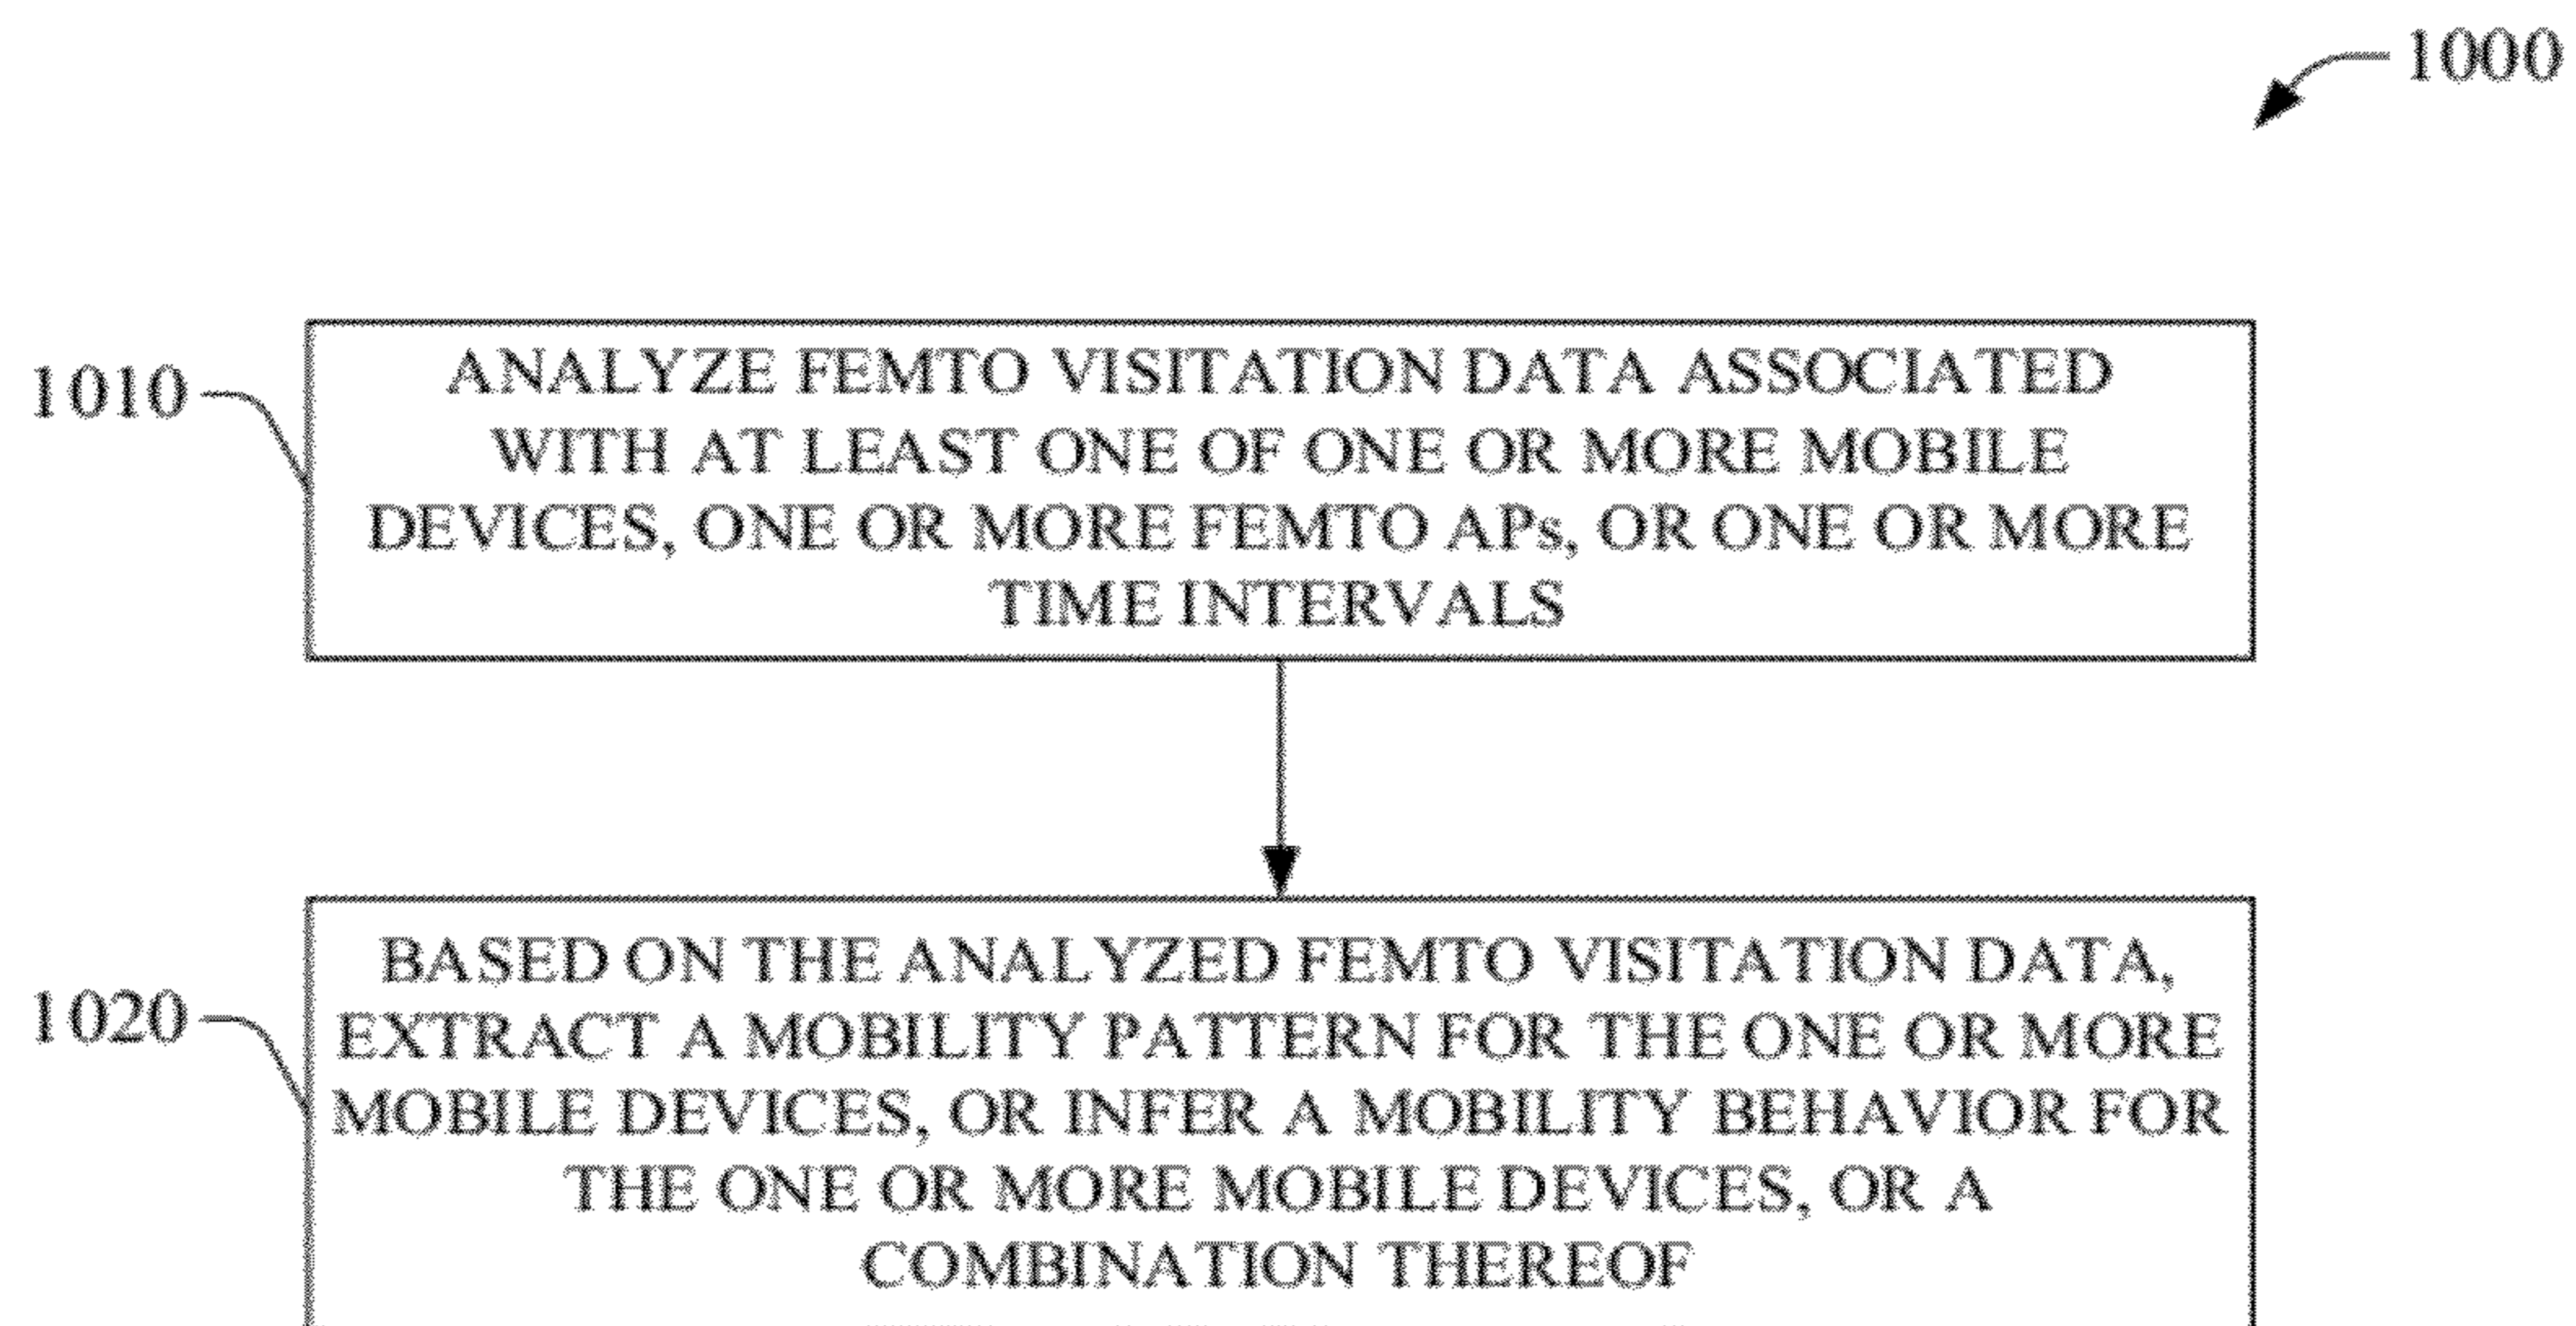 1000
1010
ANALYZE FEMTO VISITATION DATA ASSOCIATED
WITH AT LEAST ONE OF ONE OR MORE MOBILE
DEVICES, ONE OR MORE FEMTO APs, OR ONE OR MORE
TIME INTERVALS
1020
BASED ON THE ANALYZED FEMTO VISITATION DATA,
EXTRACT A MOBILITY PATTERN FOR THE ONE OR MORE
MOBILE DEVICES, OR INFER A MOBILITY BEHAVIOR FOR
THE ONE OR MORE MOBILE DEVICES, OR A
COMBINATION THEREOF